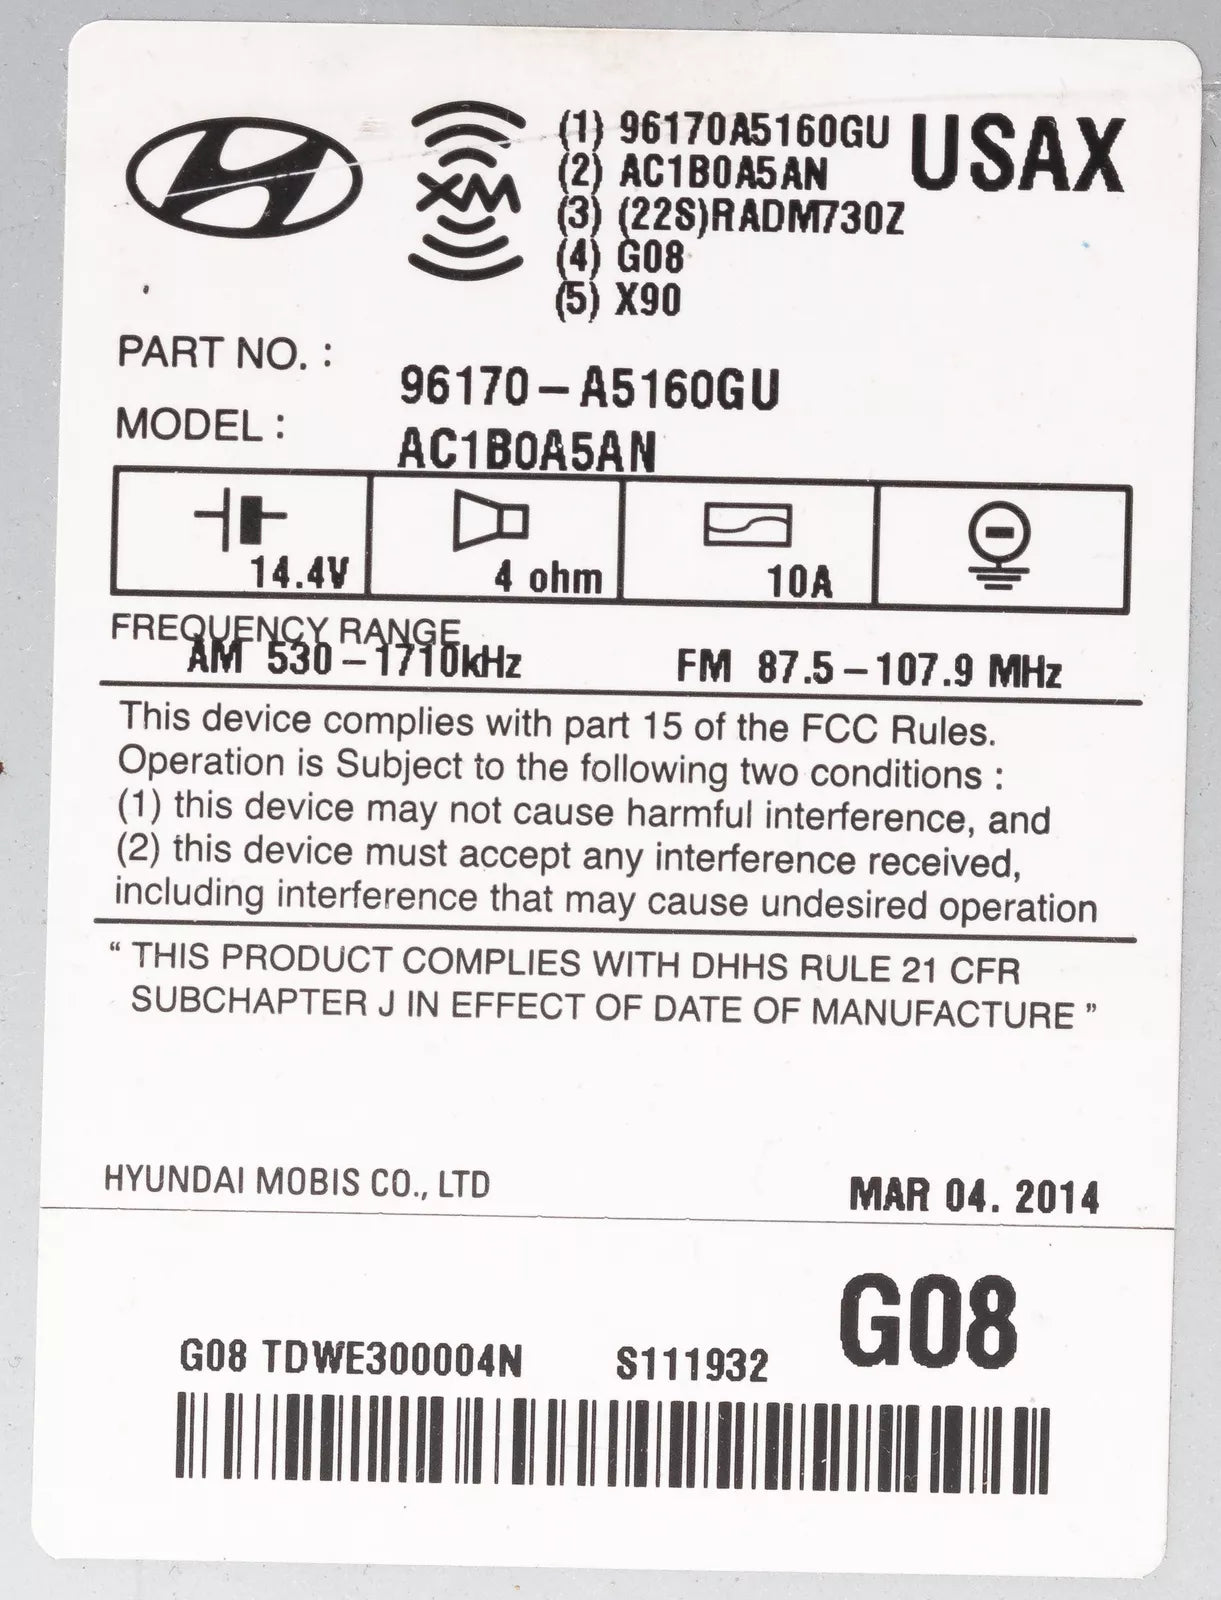 XM
(1) 96170A5160GU
(2) AC1B0A5AN
(3) (22S)RADM730Z
(4) G08
(5) X90
USAX
PART NO. :
96170-A5160GU
MODEL :
AC1B0A5AN
14.4V
4 ohm
10A
FREQUENCY RANGE
AM 530-1710kHz FM 87.5-107.9 MHz
This device complies with part 15 of the FCC Rules.
Operation is Subject to the following two conditions :
(1) this device may not cause harmful interference, and
(2) this device must accept any interference received,
including interference that may cause undesired operation
“ THIS PRODUCT COMPLIES WITH DHHS RULE 21 CFR
SUBCHAPTER J IN EFFECT OF DATE OF MANUFACTURE ”
HYUNDAI MOBIS CO., LTD
MAR 04. 2014
G08
G08 TDWE300004N S111932